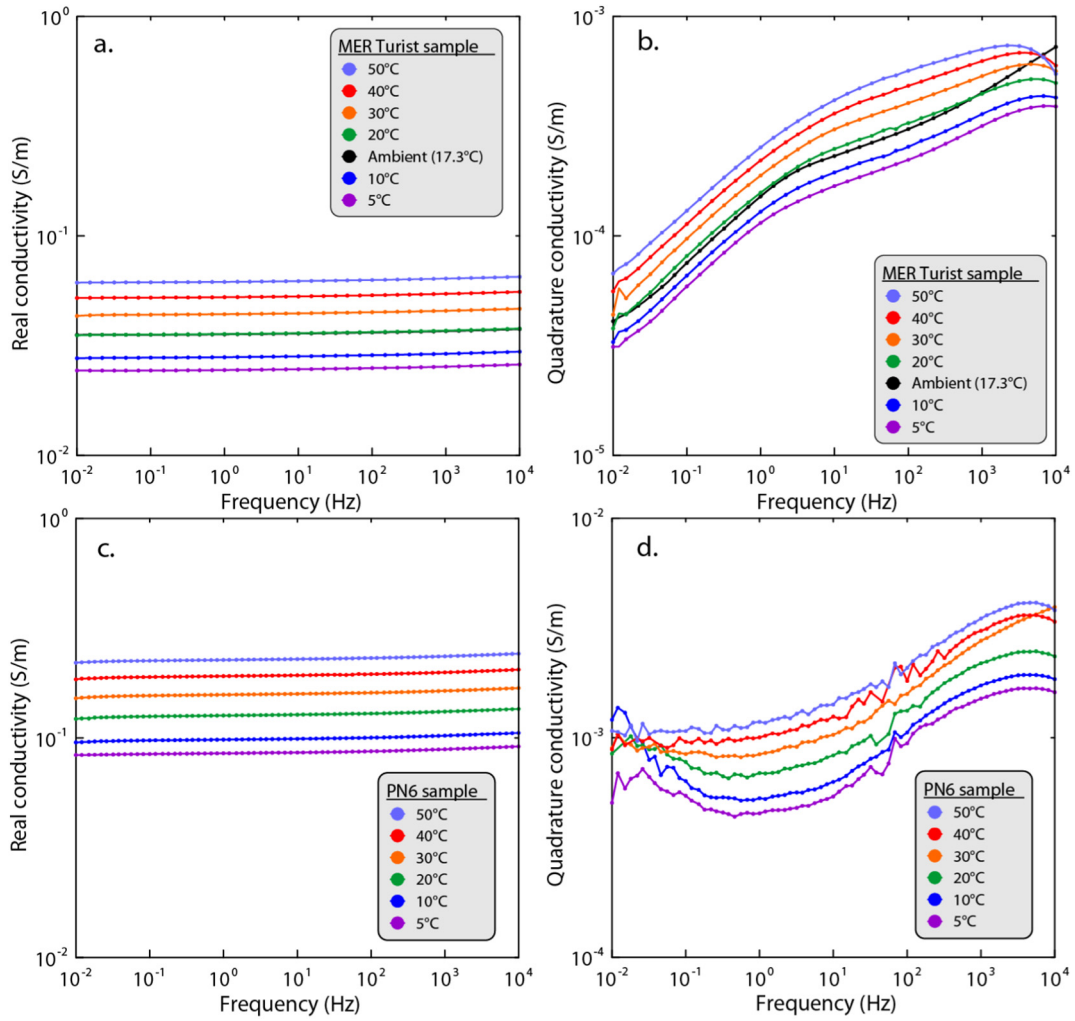 a.
Real conductivity (S/m)
10⁰
10⁻¹
10⁻²
MER Turist sample
50°C
40°C
30°C
20°C
Ambient (17.3°C)
10°C
5°C
10⁻² 10⁻¹ 10⁰ 10¹ 10² 10³ 10⁴
Frequency (Hz)
b.
Quadrature conductivity (S/m)
10⁻³
10⁻⁴
10⁻⁵
MER Turist sample
50°C
40°C
30°C
20°C
Ambient (17.3°C)
10°C
5°C
10⁻² 10⁻¹ 10⁰ 10¹ 10² 10³ 10⁴
Frequency (Hz)
c.
Real conductivity (S/m)
10⁰
10⁻¹
10⁻²
PN6 sample
50°C
40°C
30°C
20°C
10°C
5°C
10⁻² 10⁻¹ 10⁰ 10¹ 10² 10³ 10⁴
Frequency (Hz)
d.
Quadrature conductivity (S/m)
10⁻²
10⁻³
10⁻⁴
PN6 sample
50°C
40°C
30°C
20°C
10°C
5°C
10⁻² 10⁻¹ 10⁰ 10¹ 10² 10³ 10⁴
Frequency (Hz)